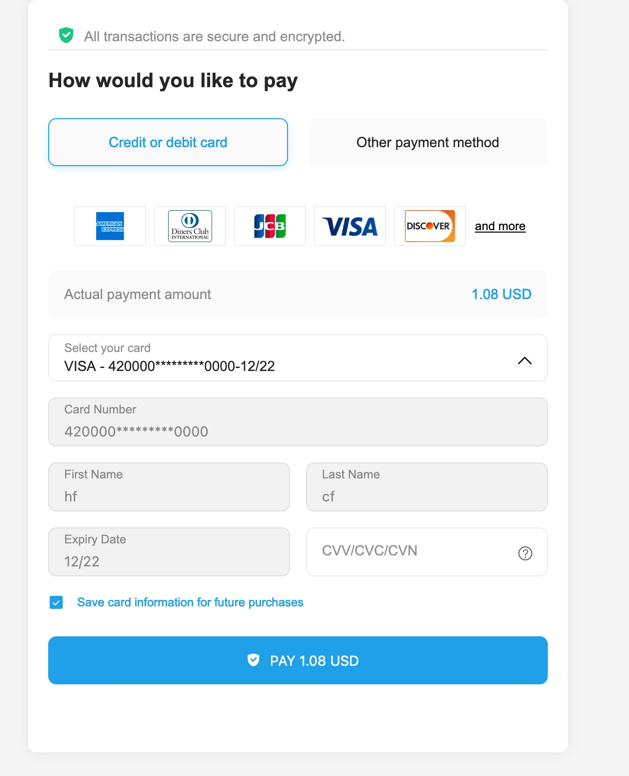 All transactions are secure and encrypted.
How would you like to pay
Credit or debit card
Other payment method
AMERICAN EXPRESS
Diners Club INTERNATIONAL
JCB
VISA
DISCOVER
and more
Actual payment amount
1.08 USD
Select your card
VISA - 420000*********0000-12/22
Card Number
420000*********0000
First Name
hf
Last Name
cf
Expiry Date
12/22
CVV/CVC/CVN
?
Save card information for future purchases
PAY 1.08 USD